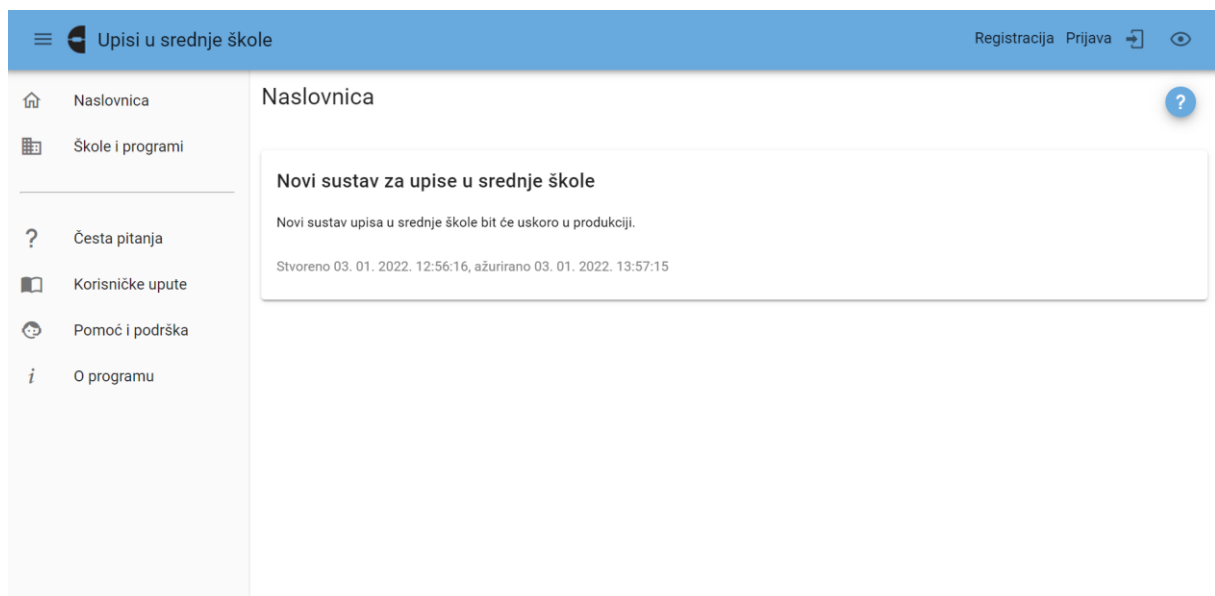 Upisi u srednje škole
Registracija Prijava
Naslovnica
Škole i programi
Česta pitanja
Korisničke upute
Pomoć i podrška
O programu
Naslovnica
?
Novi sustav za upise u srednje škole
Novi sustav upisa u srednje škole bit će uskoro u produkciji.
Stvoreno 03. 01. 2022. 12:56:16, ažurirano 03. 01. 2022. 13:57:15